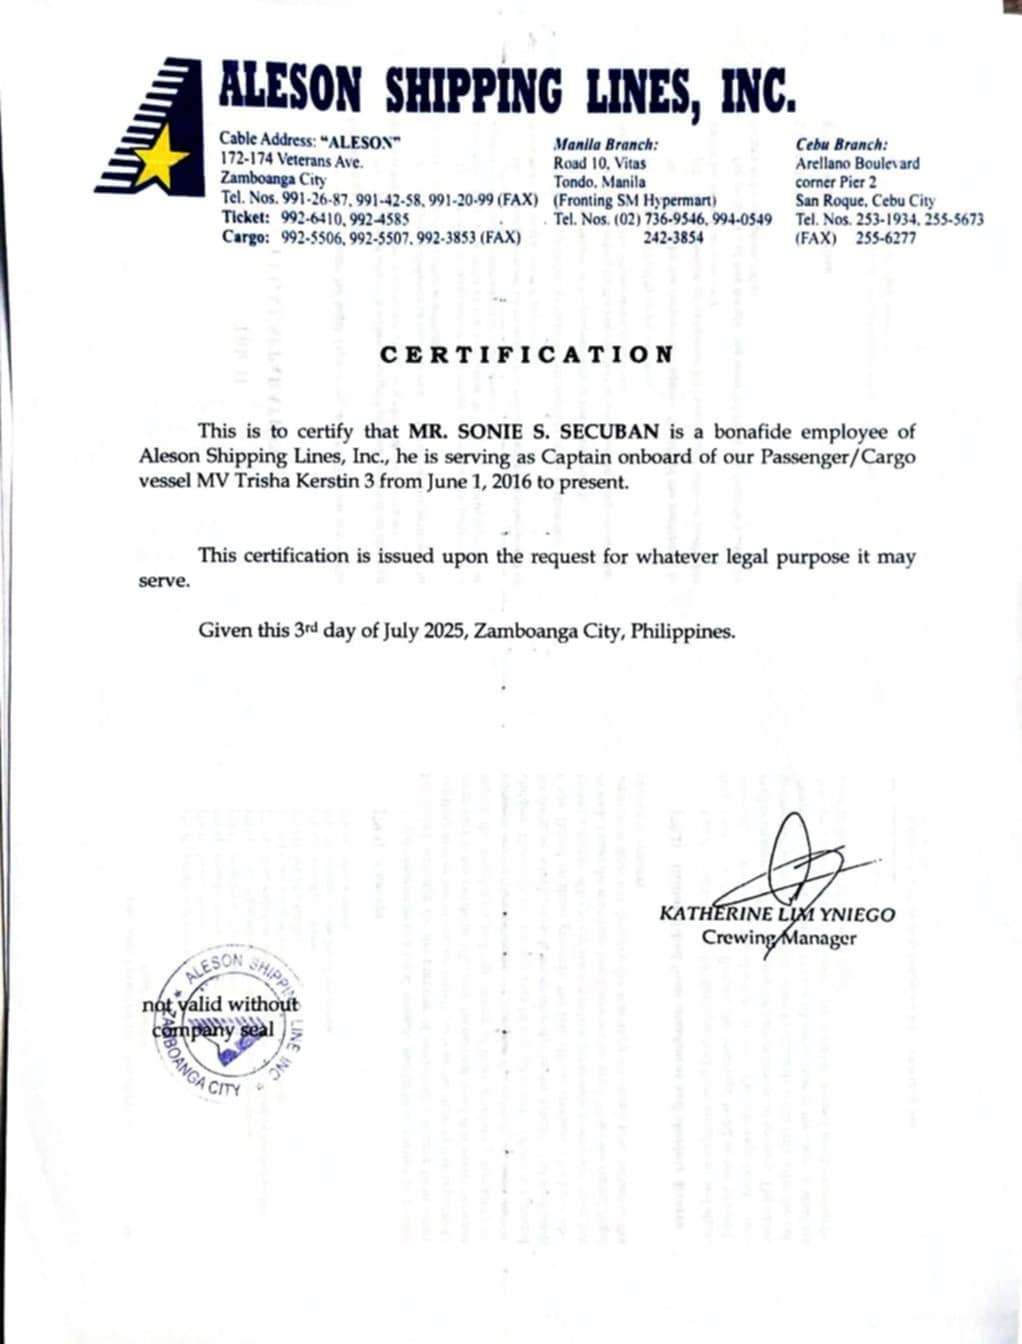 ALESON SHIPPING LINES, INC.
Cable Address: "ALESON"
172-174 Veterans Ave.
Zamboanga City
Tel. Nos. 991-26-87, 991-42-58, 991-20-99 (FAX)
Ticket: 992-6410, 992-4585
Cargo: 992-5506, 992-5507, 992-3853 (FAX)
Manila Branch:
Road 10, Vitas
Tondo, Manila
(Fronting SM Hypermart)
Tel. Nos. (02) 736-9546, 994-0549
242-3854
Cebu Branch:
Arellano Boulevard
corner Pier 2
San Roque, Cebu City
Tel. Nos. 253-1934, 255-5673
(FAX) 255-6277
CERTIFICATION
This is to certify that MR. SONIE S. SECUBAN is a bonafide employee of
Aleson Shipping Lines, Inc., he is serving as Captain onboard of our Passenger/Cargo
vessel MV Trisha Kerstin 3 from June 1, 2016 to present.
This certification is issued upon the request for whatever legal purpose it may
serve.
Given this 3rd day of July 2025, Zamboanga City, Philippines.
KATHERINE LIM YNIEGO
Crewing Manager
not valid without
company seal
ALESON SHIPPING LINE INC
ZAMBOANGA CITY